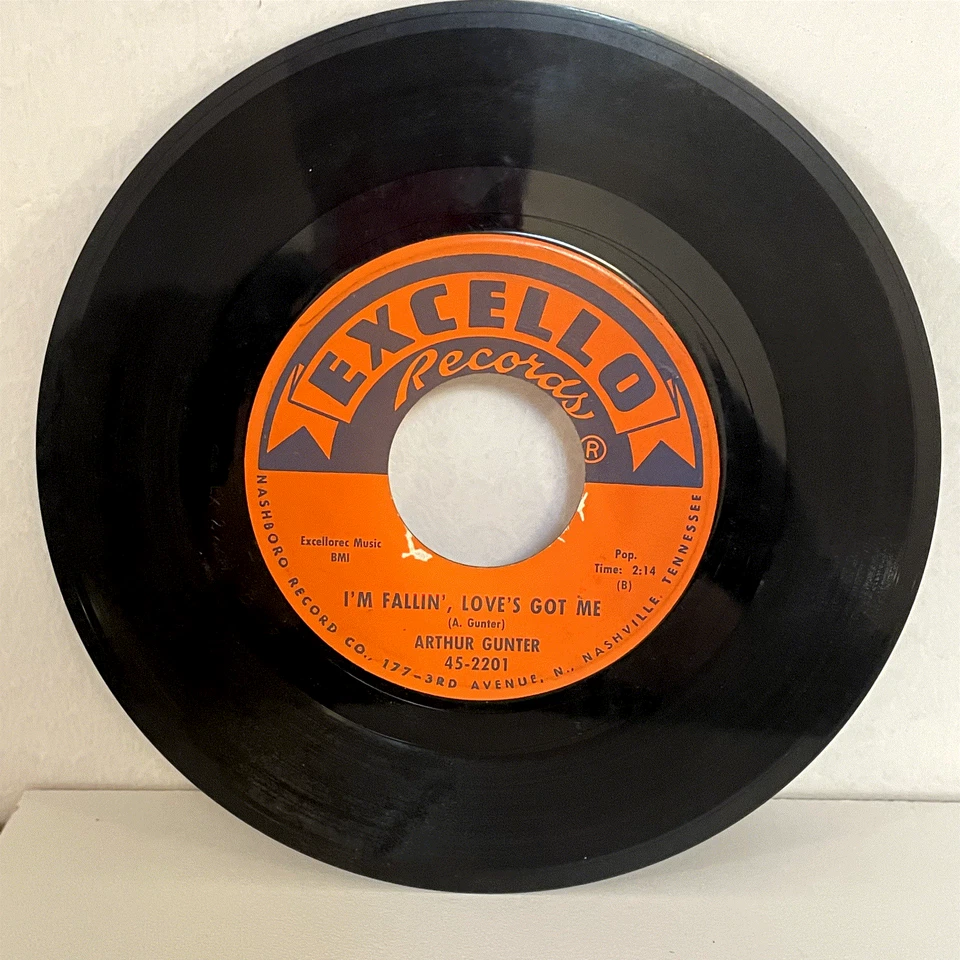 EXCELLO
Records
®
Excellorec Music
BMI
Pop.
Time: 2:14
(B)
I'M FALLIN', LOVE'S GOT ME
(A. Gunter)
ARTHUR GUNTER
45-2201
NASHBORO RECORD CO., 177-3RD AVENUE, N., NASHVILLE, TENNESSEE